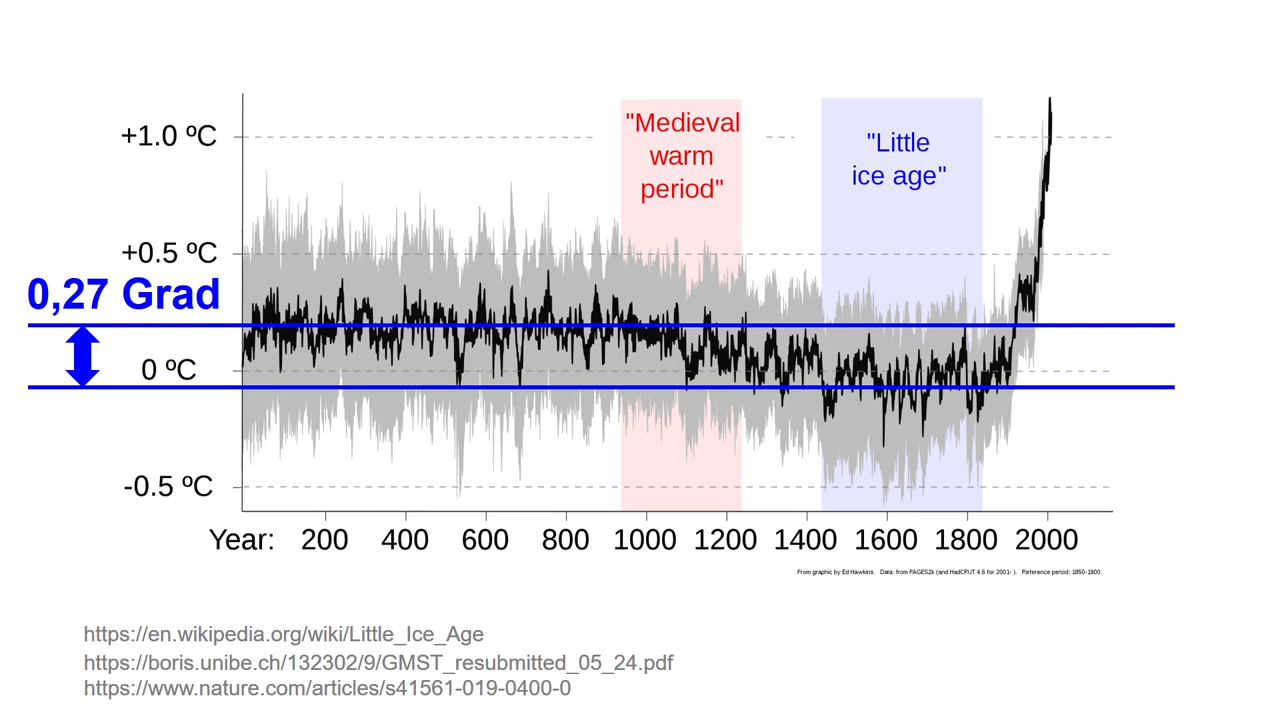 +1.0 ºC
"Medieval
warm
period"
"Little
ice age"
+0.5 ºC
0,27 Grad
0 ºC
-0.5 ºC
Year: 200 400 600 800 1000 1200 1400 1600 1800 2000
From graphic by Ed Hawkins. Data: from PAGES2k (and HadCRUT 4.6 for 2001- ). Reference period: 1850-1900.
https://en.wikipedia.org/wiki/Little_Ice_Age
https://boris.unibe.ch/132302/9/GMST_resubmitted_05_24.pdf
https://www.nature.com/articles/s41561-019-0400-0